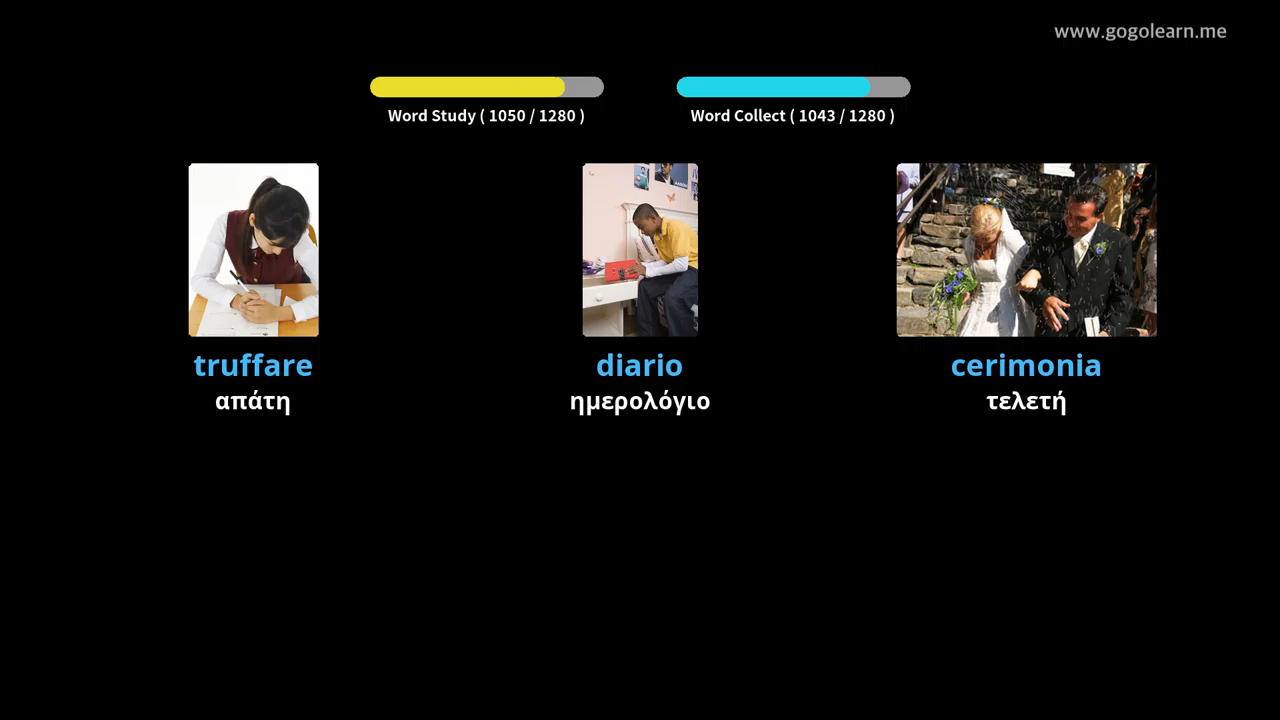 www.gogolearn.me
Word Study ( 1050 / 1280 )
Word Collect ( 1043 / 1280 )
truffare
απάτη
diario
ημερολόγιο
cerimonia
τελετή